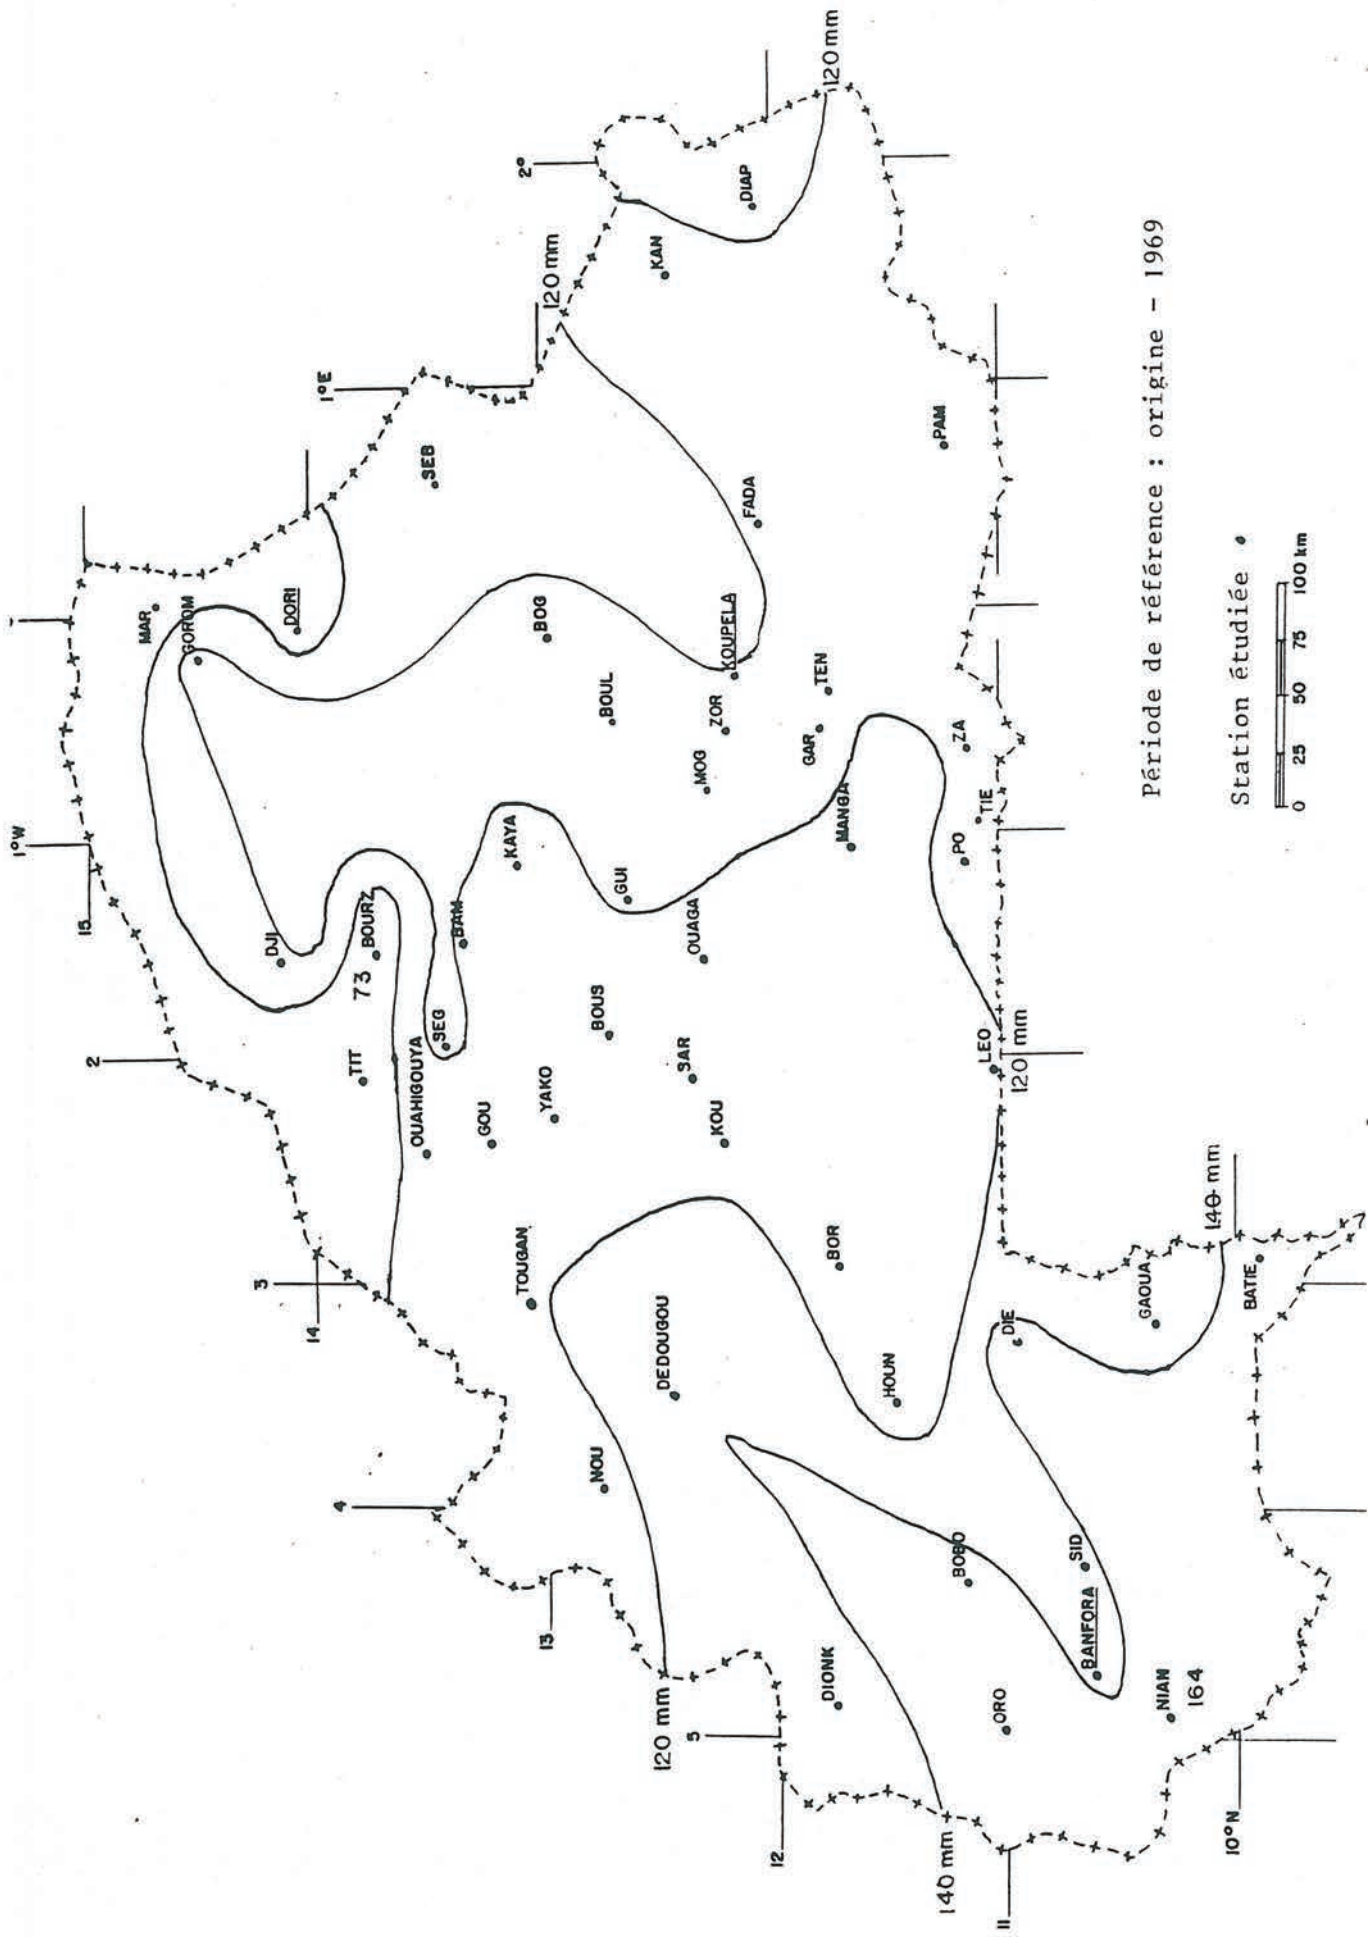 1°W
15
2
3
14
4
13
5
12
11
10°N
1°E
2°
MAR
GOROM
DORI
SEB
DJI
BOURZ
73
TIT
OUAHIGOUYA
SEG
BAM
KAYA
GOU
YAKO
BOUS
GUI
BOUL
BOG
120 mm
KAN
DIAP
120 mm
FADA
KOUPELA
ZOR
MOG
TEN
GAR
MANGA
OUAGA
SAR
KOU
TOUGAN
NOU
DEDOUGOU
BOR
HOUN
120 mm
DIONK
BOBO
ORO
140 mm
SID
BANFORA
NIAN
164
DIE
GAOUA
BATIE
140 mm
LEO
120 mm
PO
TIE
ZA
PAM
Période de référence : origine - 1969
Station étudiée
0 25 50 75 100 km